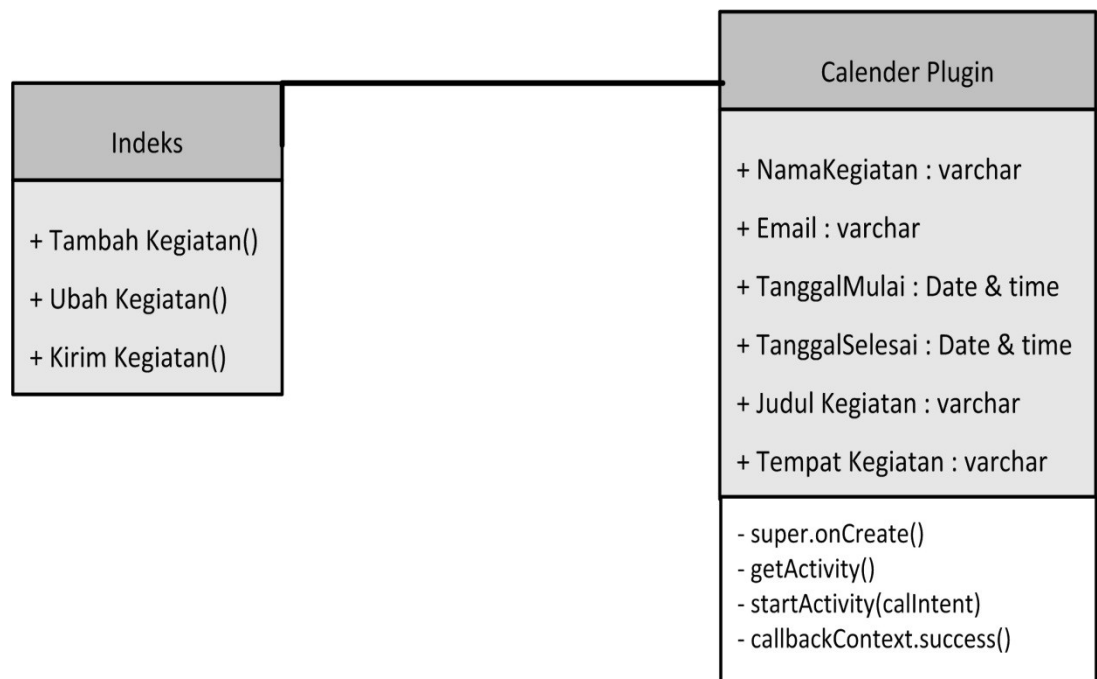 Indeks
+ Tambah Kegiatan()
+ Ubah Kegiatan()
+ Kirim Kegiatan()
Calender Plugin
+ NamaKegiatan : varchar
+ Email : varchar
+ TanggalMulai : Date & time
+ TanggalSelesai : Date & time
+ Judul Kegiatan : varchar
+ Tempat Kegiatan : varchar
- super.onCreate()
- getActivity()
- startActivity(calIntent)
- callbackContext.success()